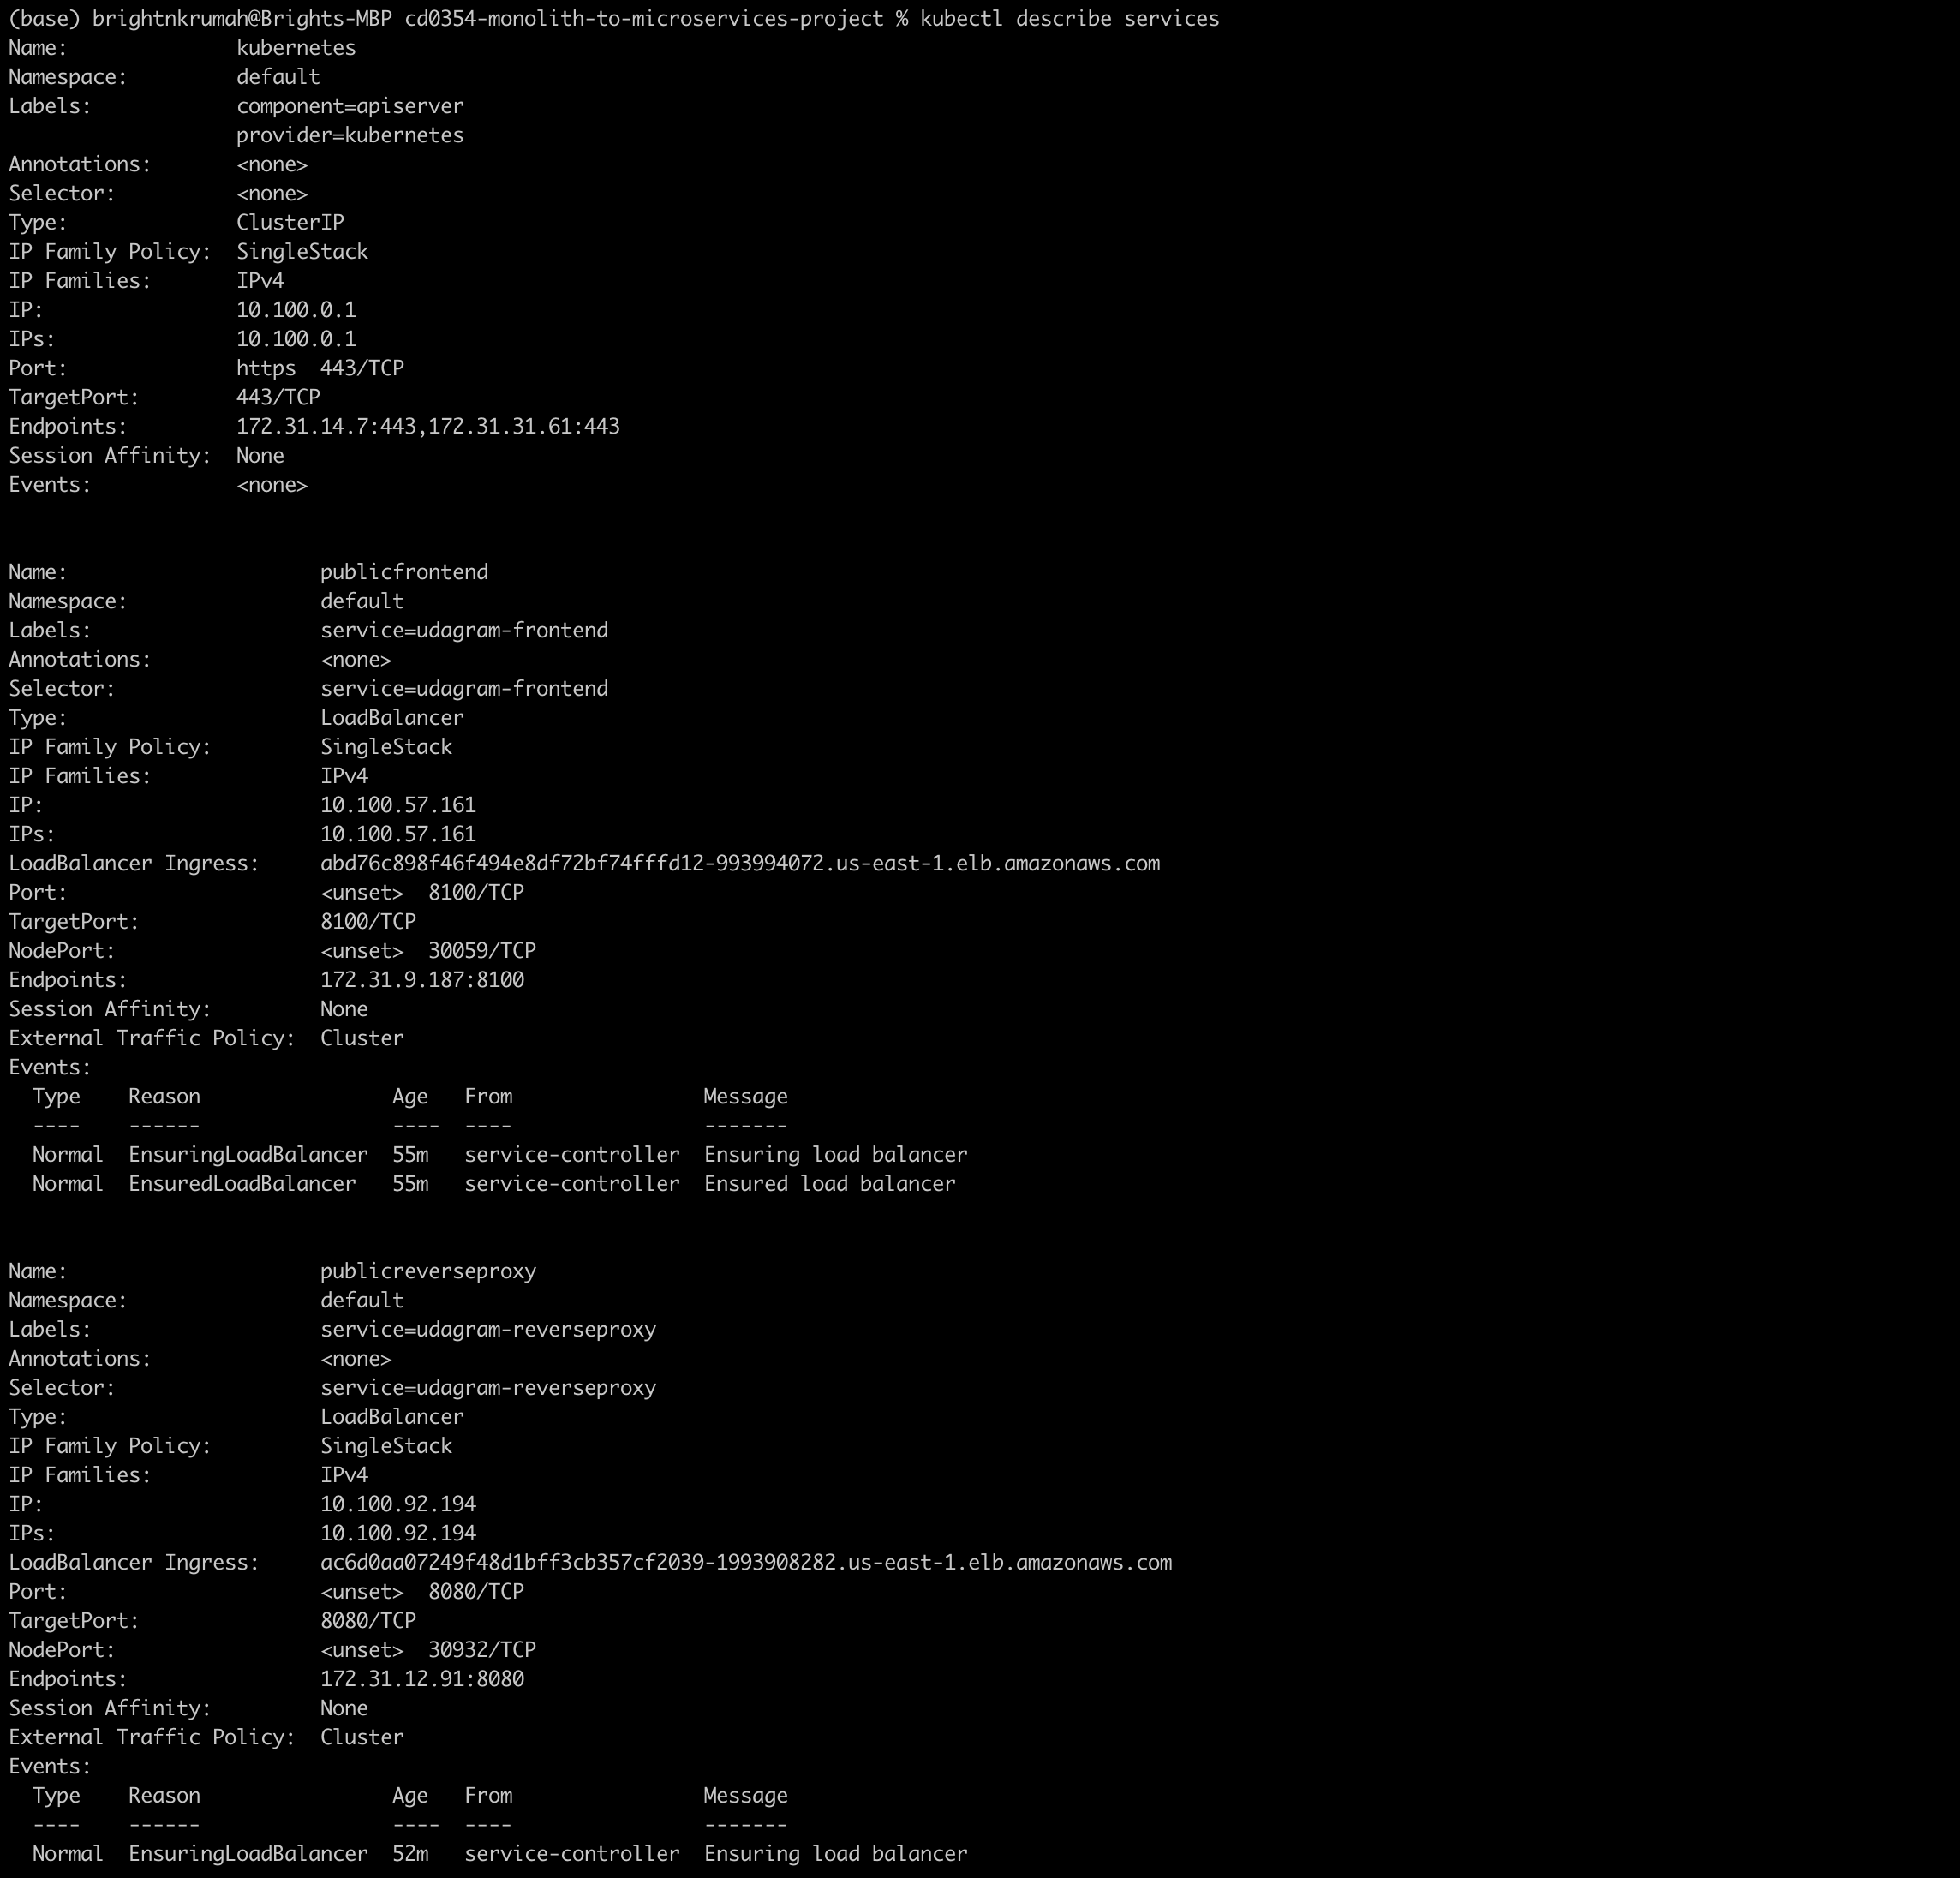 (base) brightnkrumah@Brights-MBP cd0354-monolith-to-microservices-project % kubectl describe services
Name:              kubernetes
Namespace:         default
Labels:            component=apiserver
                   provider=kubernetes
Annotations:       <none>
Selector:          <none>
Type:              ClusterIP
IP Family Policy:  SingleStack
IP Families:       IPv4
IP:                10.100.0.1
IPs:               10.100.0.1
Port:              https  443/TCP
TargetPort:        443/TCP
Endpoints:         172.31.14.7:443,172.31.31.61:443
Session Affinity:  None
Events:            <none>

Name:                     publicfrontend
Namespace:                default
Labels:                   service=udagram-frontend
Annotations:              <none>
Selector:                 service=udagram-frontend
Type:                     LoadBalancer
IP Family Policy:         SingleStack
IP Families:              IPv4
IP:                       10.100.57.161
IPs:                      10.100.57.161
LoadBalancer Ingress:     abd76c898f46f494e8df72bf74fffd12-993994072.us-east-1.elb.amazonaws.com
Port:                     <unset>  8100/TCP
TargetPort:               8100/TCP
NodePort:                 <unset>  30059/TCP
Endpoints:                172.31.9.187:8100
Session Affinity:         None
External Traffic Policy:  Cluster
Events:
  Type    Reason                Age   From                Message
  ----    ------                ----  ----                -------
  Normal  EnsuringLoadBalancer  55m   service-controller  Ensuring load balancer
  Normal  EnsuredLoadBalancer   55m   service-controller  Ensured load balancer

Name:                     publicreverseproxy
Namespace:                default
Labels:                   service=udagram-reverseproxy
Annotations:              <none>
Selector:                 service=udagram-reverseproxy
Type:                     LoadBalancer
IP Family Policy:         SingleStack
IP Families:              IPv4
IP:                       10.100.92.194
IPs:                      10.100.92.194
LoadBalancer Ingress:     ac6d0aa07249f48d1bff3cb357cf2039-1993908282.us-east-1.elb.amazonaws.com
Port:                     <unset>  8080/TCP
TargetPort:               8080/TCP
NodePort:                 <unset>  30932/TCP
Endpoints:                172.31.12.91:8080
Session Affinity:         None
External Traffic Policy:  Cluster
Events:
  Type    Reason                Age   From                Message
  ----    ------                ----  ----                -------
  Normal  EnsuringLoadBalancer  52m   service-controller  Ensuring load balancer